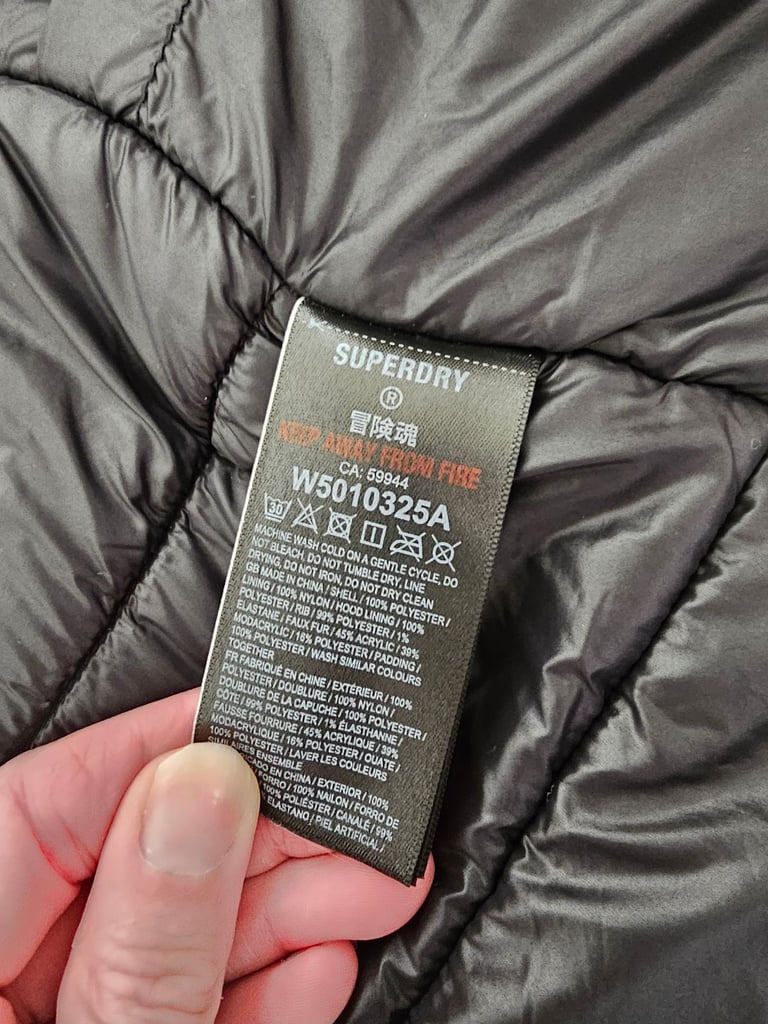 SUPERDRY
®
冒険魂
KEEP AWAY FROM FIRE
CA: 59944
W5010325A
30
MACHINE WASH COLD ON A GENTLE CYCLE, DO
NOT BLEACH, DO NOT TUMBLE DRY, LINE
DRYING, DO NOT IRON, DO NOT DRY CLEAN
GB MADE IN CHINA / SHELL / 100% POLYESTER /
LINING / 100% NYLON / HOOD LINING / 100%
POLYESTER / RIB / 99% POLYESTER / 1%
ELASTANE / FAUX FUR / 45% ACRYLIC / 39%
MODACRYLIC / 16% POLYESTER / PADDING /
100% POLYESTER / WASH SIMILAR COLOURS
TOGETHER
FR FABRIQUÉ EN CHINE / EXTÉRIEUR / 100%
POLYESTER / DOUBLURE / 100% NYLON /
DOUBLURE DE LA CAPUCHE / 100% POLYESTER /
CÔTE / 99% POLYESTER / 1% ÉLASTHANNE /
FAUSSE FOURRURE / 45% ACRYLIQUE / 39%
MODACRYLIQUE / 16% POLYESTER / OUATE /
100% POLYESTER / LAVER LES COULEURS
SIMILAIRES ENSEMBLE
CADO EN CHINA / EXTERIOR / 100%
/ FORRO / 100% NAILON / FORRO DE
100% POLIÉSTER / CANALÉ / 99%
ELASTANO / PIEL ARTIFICIAL /